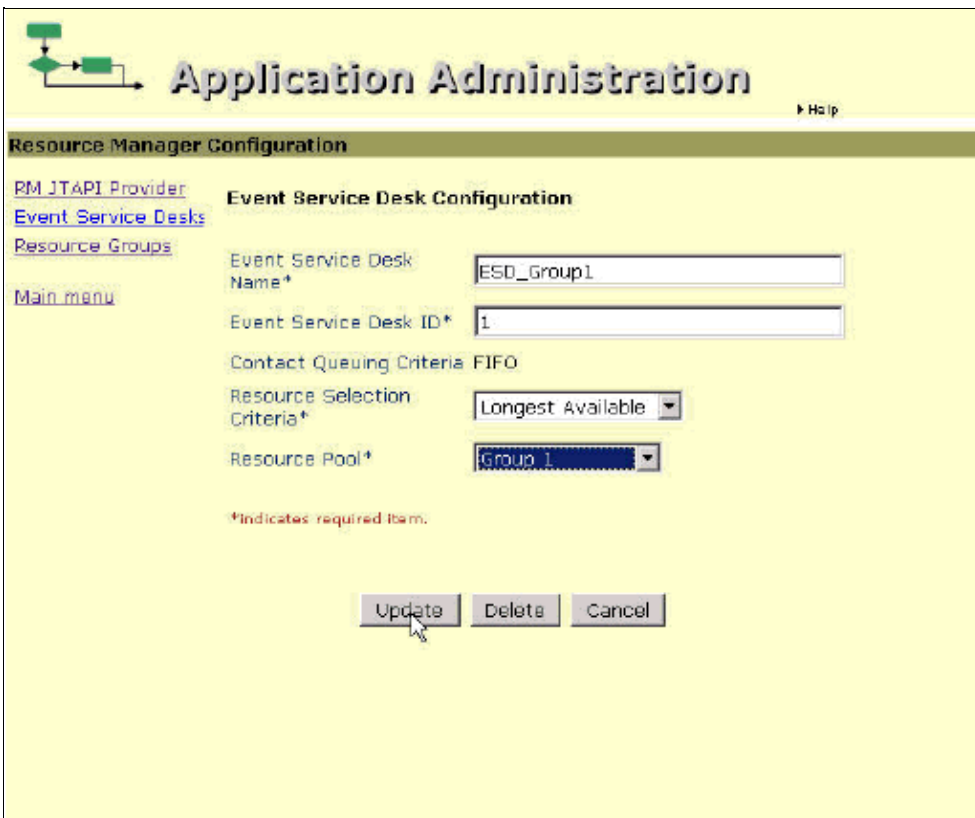 Application Administration
Help
Resource Manager Configuration
RM JTAPI Provider
Event Service Desks
Resource Groups
Main menu
Event Service Desk Configuration
Event Service Desk
Name*
ESD_Group1
Event Service Desk ID*
1
Contact Queuing Criteria FIFO
Resource Selection
Criteria*
Longest Available
Resource Pool*
Group 1
*indicates required item.
Update Delete Cancel